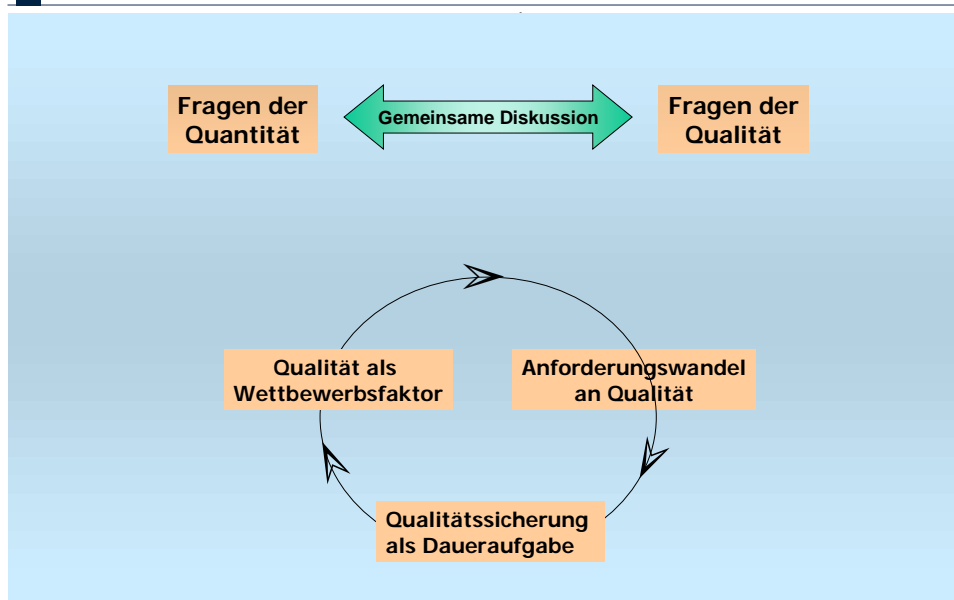 Fragen der
Quantität
Gemeinsame Diskussion
Fragen der
Qualität
Qualität als
Wettbewerbsfaktor
Anforderungswandel
an Qualität
Qualitätssicherung
als Daueraufgabe